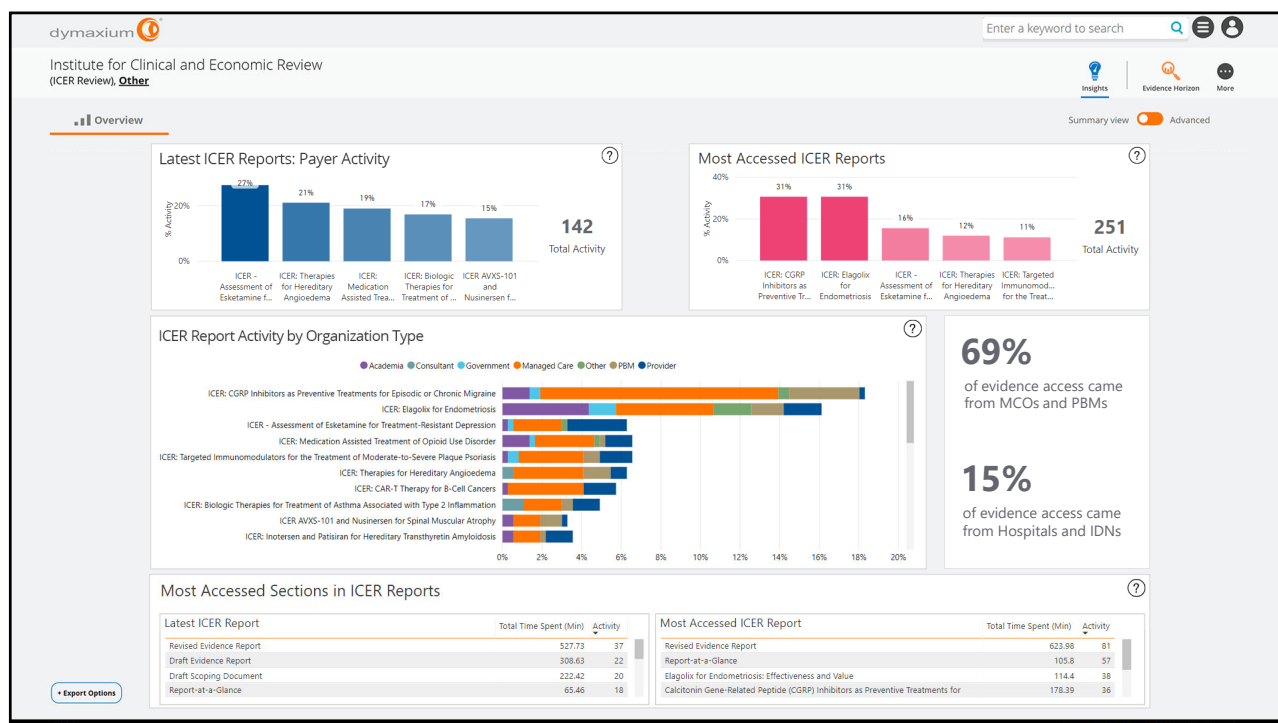 dymaxium
Enter a keyword to search
Institute for Clinical and Economic Review
(ICER Review), Other
Insights
Evidence Horizon
More
Overview
Summary view
Advanced
Latest ICER Reports: Payer Activity
% Activity
20%
0%
27%
21%
19%
17%
15%
ICER -
Assessment of
Esketamine f...
ICER: Therapies
for Hereditary
Angioedema
ICER:
Medication
Assisted Trea...
ICER: Biologic
Therapies for
Treatment of ...
ICER AVXS-101
and
Nusinersen f...
142
Total Activity
Most Accessed ICER Reports
% Activity
40%
20%
0%
31%
31%
16%
12%
11%
ICER: CGRP
Inhibitors as
Preventive Tr...
ICER: Elagolix
for
Endometriosis
ICER -
Assessment of
Esketamine f...
ICER: Therapies
for Hereditary
Angioedema
ICER: Targeted
Immunomod...
for the Treat...
251
Total Activity
ICER Report Activity by Organization Type
Academia Consultant Government Managed Care Other PBM Provider
ICER: CGRP Inhibitors as Preventive Treatments for Episodic or Chronic Migraine
ICER: Elagolix for Endometriosis
ICER - Assessment of Esketamine for Treatment-Resistant Depression
ICER: Medication Assisted Treatment of Opioid Use Disorder
ICER: Targeted Immunomodulators for the Treatment of Moderate-to-Severe Plaque Psoriasis
ICER: Therapies for Hereditary Angioedema
ICER: CAR-T Therapy for B-Cell Cancers
ICER: Biologic Therapies for Treatment of Asthma Associated with Type 2 Inflammation
ICER AVXS-101 and Nusinersen for Spinal Muscular Atrophy
ICER: Inotersen and Patisiran for Hereditary Transthyretin Amyloidosis
0% 2% 4% 6% 8% 10% 12% 14% 16% 18% 20%
69%
of evidence access came
from MCOs and PBMs
15%
of evidence access came
from Hospitals and IDNs
Most Accessed Sections in ICER Reports
Latest ICER Report Total Time Spent (Min) Activity
Revised Evidence Report 527.73 37
Draft Evidence Report 308.63 22
Draft Scoping Document 222.42 20
Report-at-a-Glance 65.46 18
Most Accessed ICER Report Total Time Spent (Min) Activity
Revised Evidence Report 623.98 81
Report-at-a-Glance 105.8 57
Elagolix for Endometriosis: Effectiveness and Value 114.4 38
Calcitonin Gene-Related Peptide (CGRP) Inhibitors as Preventive Treatments for 178.39 36
+ Export Options